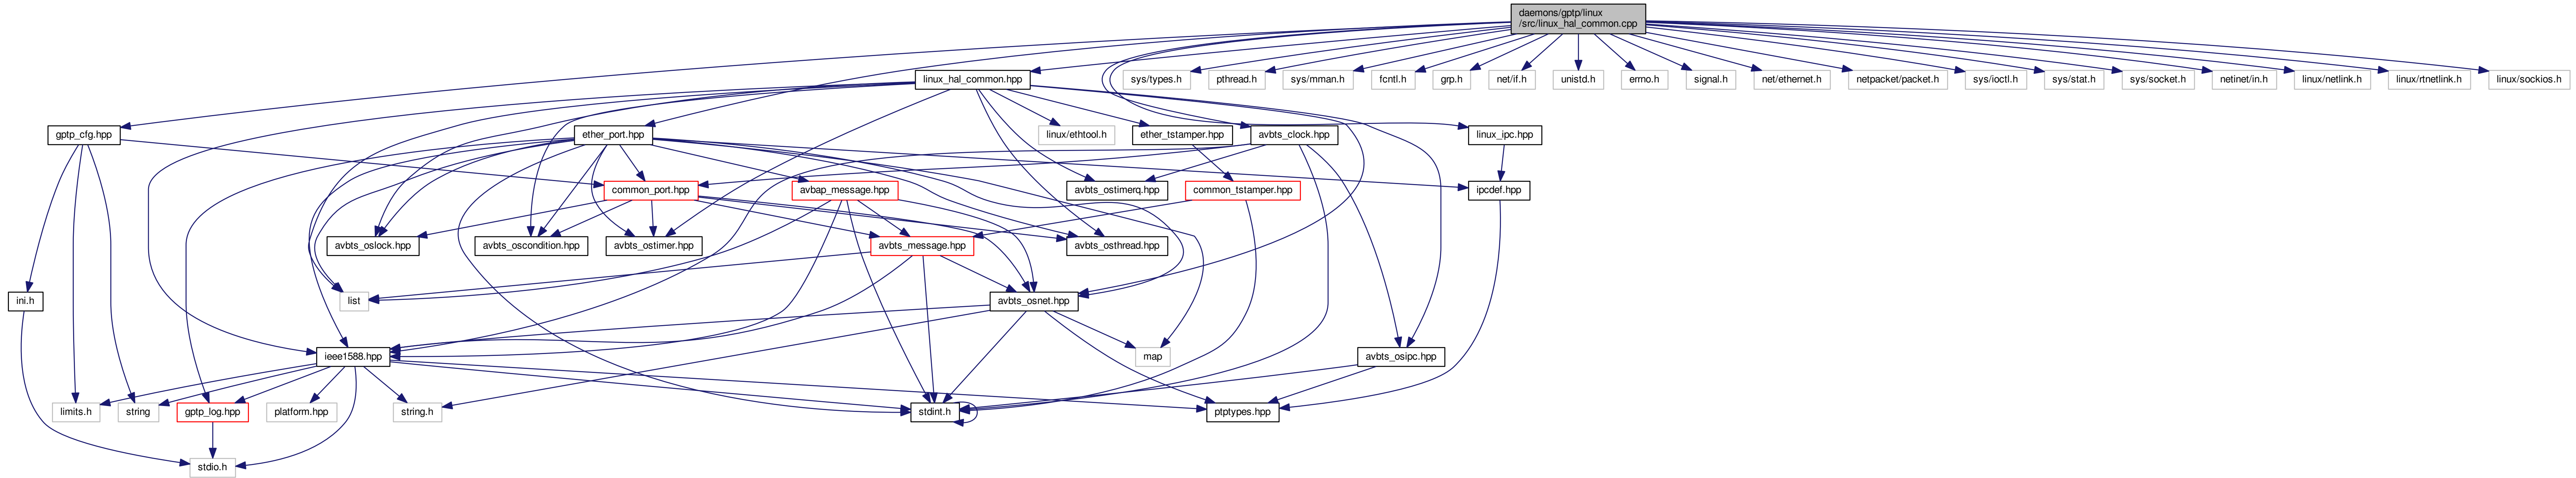 daemons/gptp/linux
/src/linux_hal_common.cpp
linux_hal_common.hpp
sys/types.h
pthread.h
sys/mman.h
fcntl.h
grp.h
net/if.h
unistd.h
errno.h
signal.h
net/ethernet.h
netpacket/packet.h
sys/ioctl.h
sys/stat.h
sys/socket.h
netinet/in.h
linux/netlink.h
linux/rtnetlink.h
linux/sockios.h
gptp_cfg.hpp
ether_port.hpp
linux/ethtool.h
ether_tstamper.hpp
avbts_clock.hpp
linux_ipc.hpp
common_port.hpp
avbap_message.hpp
avbts_ostimerq.hpp
common_tstamper.hpp
ipcdef.hpp
avbts_oslock.hpp
avbts_oscondition.hpp
avbts_ostimer.hpp
avbts_message.hpp
avbts_osthread.hpp
ini.h
list
avbts_osnet.hpp
ieee1588.hpp
map
avbts_osipc.hpp
limits.h
string
gptp_log.hpp
platform.hpp
string.h
stdint.h
ptptypes.hpp
stdio.h